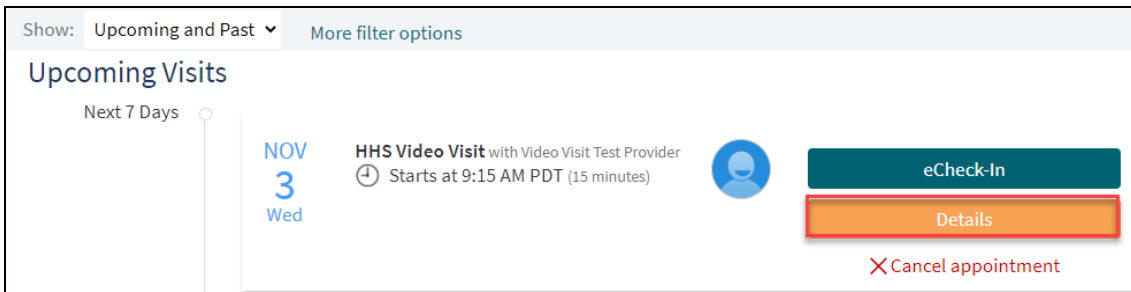 Show: Upcoming and Past More filter options
Upcoming Visits
Next 7 Days
NOV
3
Wed
HHS Video Visit with Video Visit Test Provider
Starts at 9:15 AM PDT (15 minutes)
eCheck-In
Details
Cancel appointment